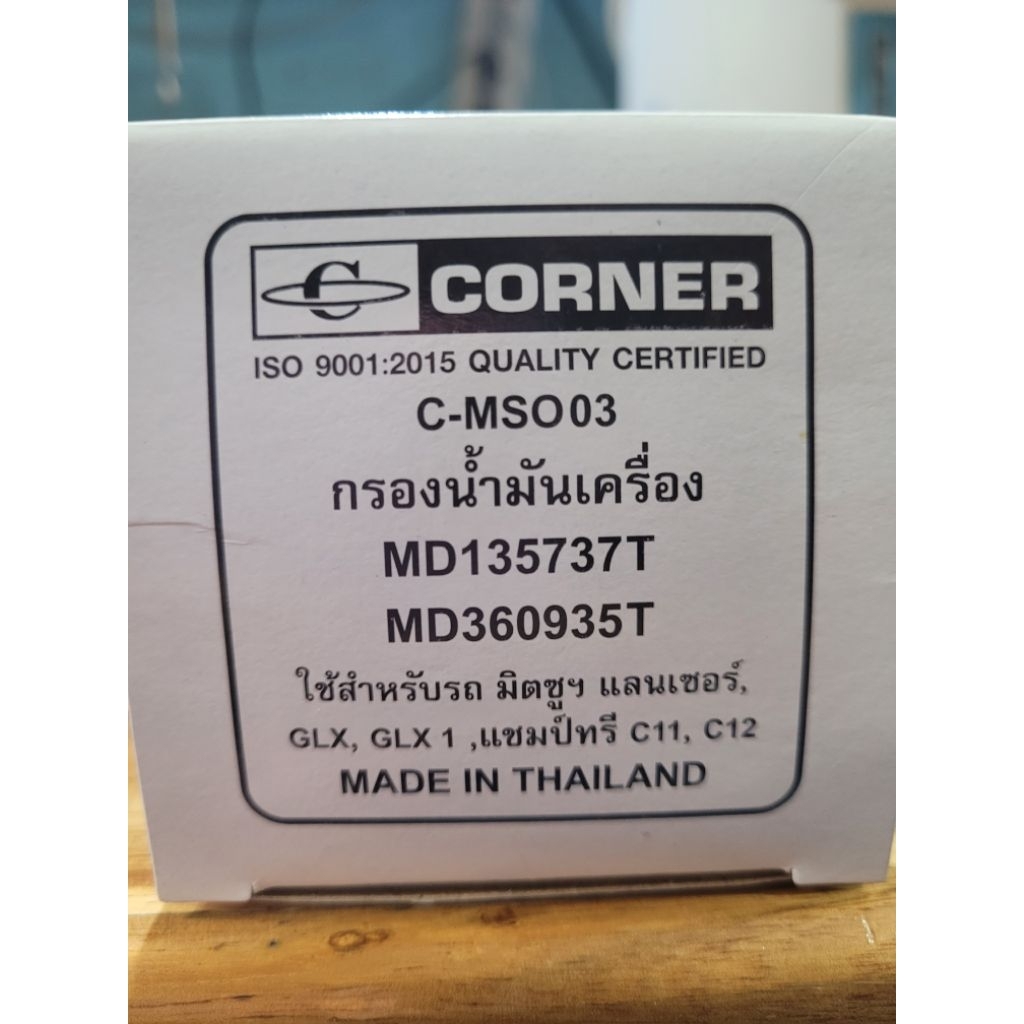 C CORNER
ISO 9001:2015 QUALITY CERTIFIED
C-MSO03
กรองน้ำมันเครื่อง
MD135737T
MD360935T
ใช้สำหรับรถ มิตซูฯ แลนเซอร์,
GLX, GLX 1 ,แชมป์ทรี C11, C12
MADE IN THAILAND